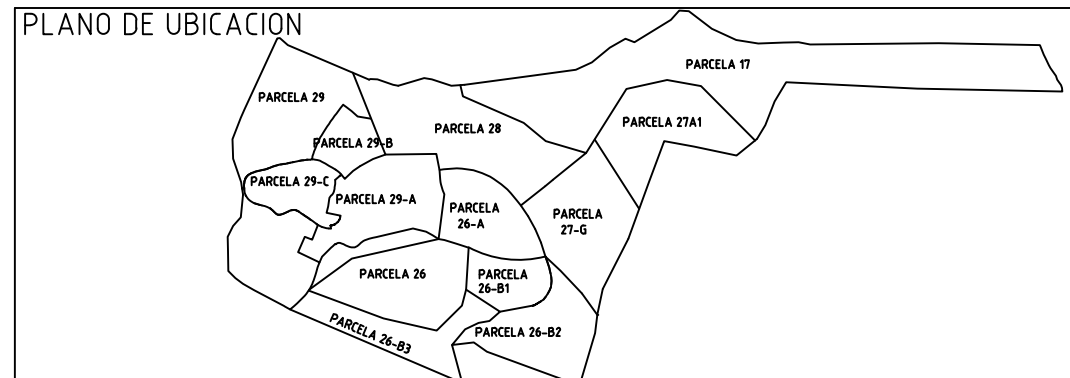 PLANO DE UBICACION
PARCELA 17
PARCELA 29
PARCELA 27A1
PARCELA 28
PARCELA 29-B
PARCELA 29-C
PARCELA 29-A
PARCELA
26-A
PARCELA
27-G
PARCELA 26
PARCELA
26-B1
PARCELA 26-B3
PARCELA 26-B2